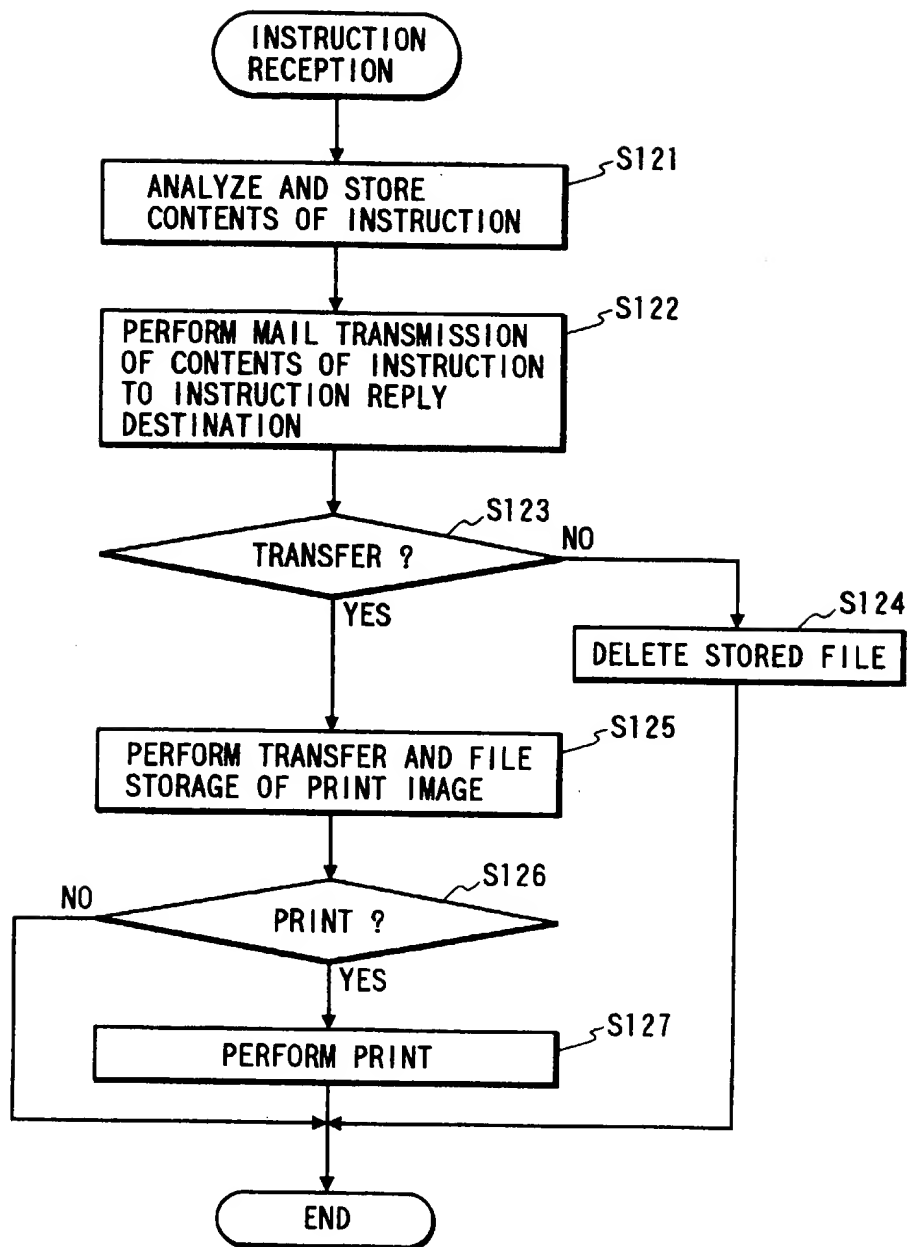 INSTRUCTION
RECEPTION
S121
ANALYZE AND STORE
CONTENTS OF INSTRUCTION
S122
PERFORM MAIL TRANSMISSION
OF CONTENTS OF INSTRUCTION
TO INSTRUCTION REPLY
DESTINATION
S123
TRANSFER ?
NO
YES
S124
DELETE STORED FILE
S125
PERFORM TRANSFER AND FILE
STORAGE OF PRINT IMAGE
S126
NO
PRINT ?
YES
S127
PERFORM PRINT
END